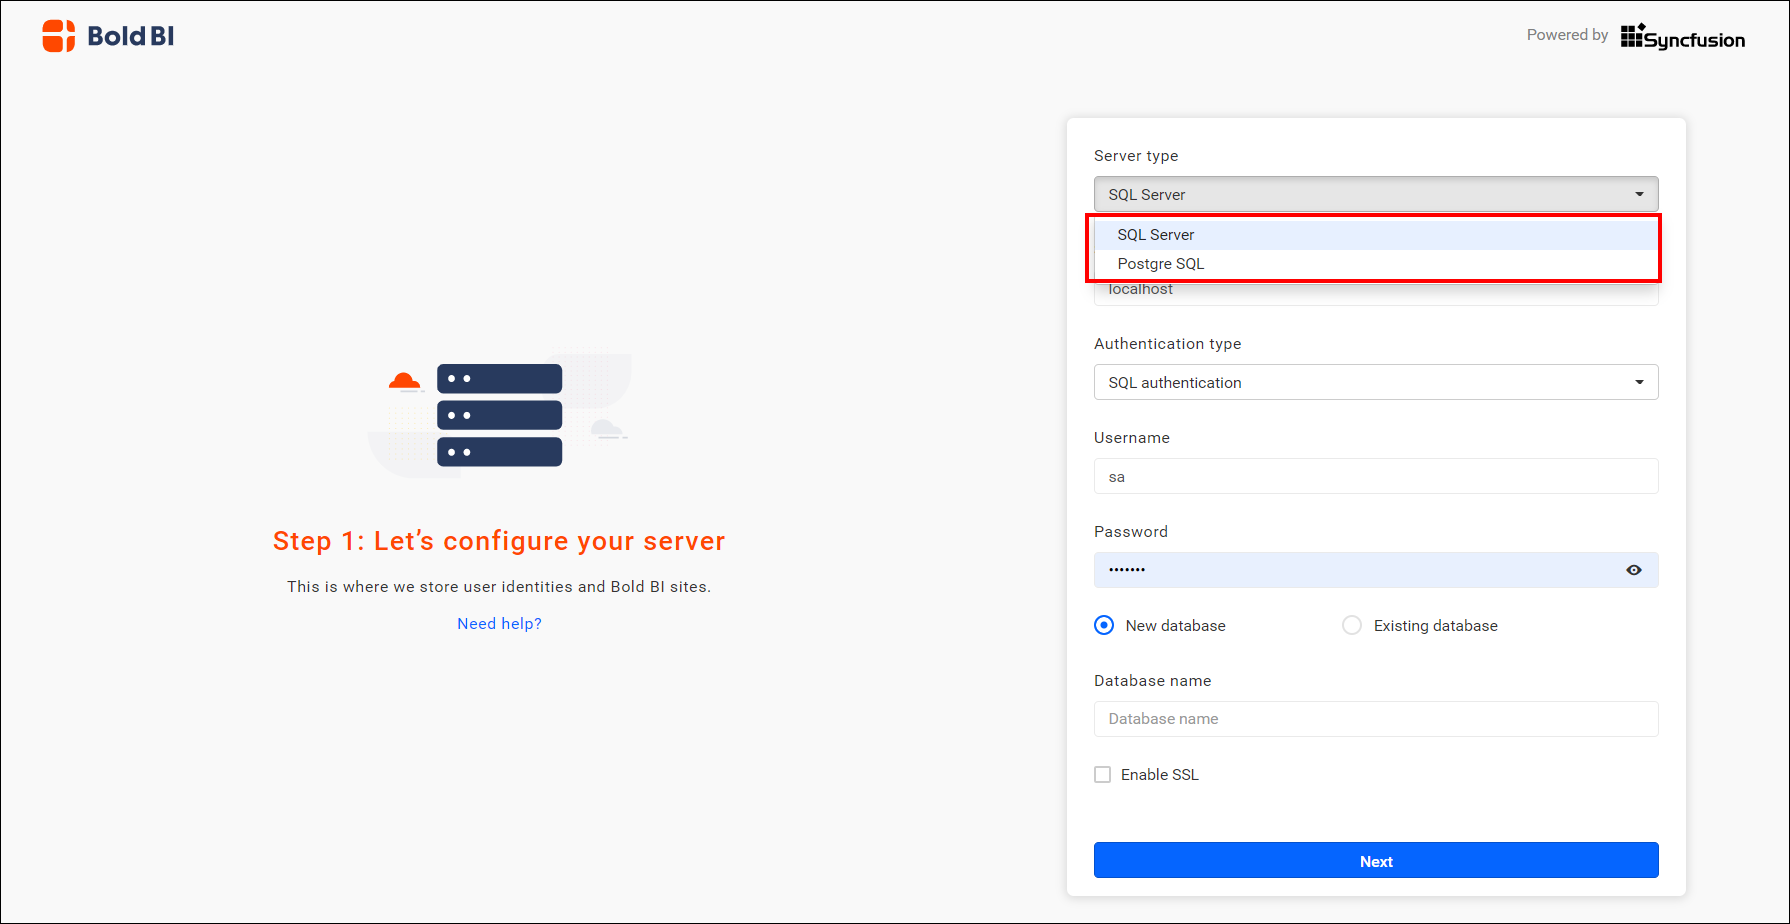 Bold BI
Powered by Syncfusion
Step 1: Let’s configure your server
This is where we store user identities and Bold BI sites.
Need help?
Server type
SQL Server
SQL Server
Postgre SQL
localhost
Authentication type
SQL authentication
Username
sa
Password
•••••••
New database
Existing database
Database name
Database name
Enable SSL
Next